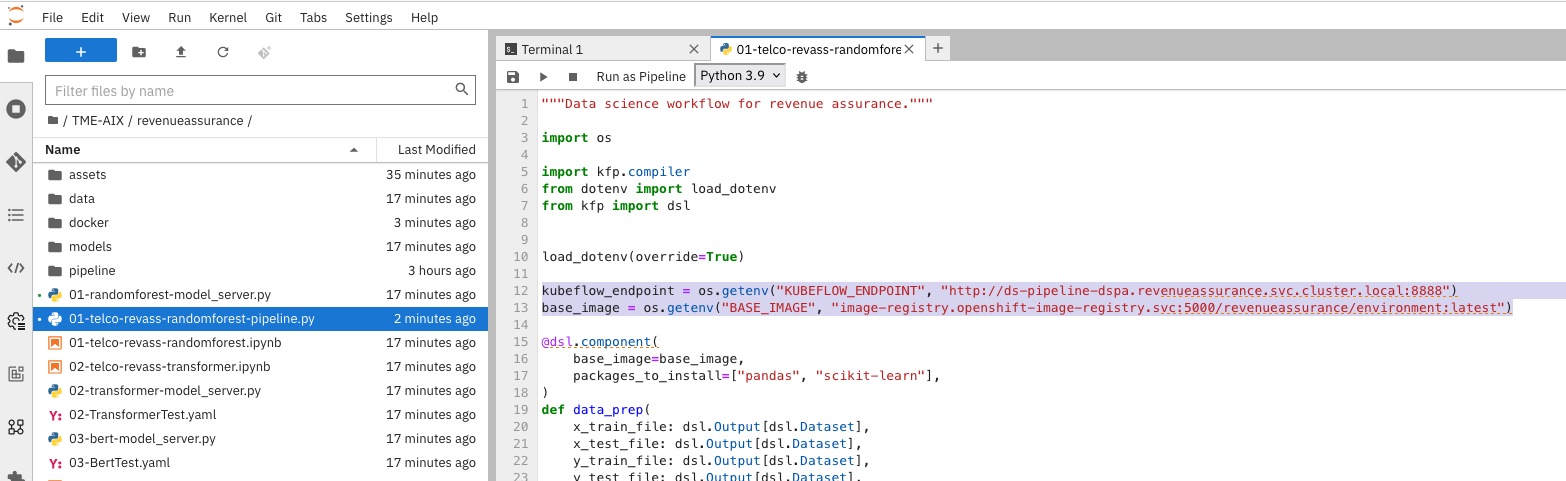 File Edit View Run Kernel Git Tabs Settings Help
+
Filter files by name
/ TME-AIX / revenueassurance /
Name Last Modified
assets 35 minutes ago
data 17 minutes ago
docker 3 minutes ago
models 17 minutes ago
pipeline 3 hours ago
01-randomforest-model_server.py 17 minutes ago
01-telco-revass-randomforest-pipeline.py 2 minutes ago
01-telco-revass-randomforest.ipynb 17 minutes ago
02-telco-revass-transformer.ipynb 17 minutes ago
02-transformer-model_server.py 17 minutes ago
Y: 02-TransformerTest.yaml 17 minutes ago
03-bert-model_server.py 17 minutes ago
Y: 03-BertTest.yaml 17 minutes ago
Terminal 1 01-telco-revass-randomfore +
Run as Pipeline Python 3.9
1 """Data science workflow for revenue assurance."""
2
3 import os
4
5 import kfp.compiler
6 from dotenv import load_dotenv
7 from kfp import dsl
8
9
10 load_dotenv(override=True)
11
12 kubeflow_endpoint = os.getenv("KUBEFLOW_ENDPOINT", "http://ds-pipeline-dspa.revenueassurance.svc.cluster.local:8888")
13 base_image = os.getenv("BASE_IMAGE", "image-registry.openshift-image-registry.svc:5000/revenueassurance/environment:latest")
14
15 @dsl.component(
16 base_image=base_image,
17 packages_to_install=["pandas", "scikit-learn"],
18 )
19 def data_prep(
20 x_train_file: dsl.Output[dsl.Dataset],
21 x_test_file: dsl.Output[dsl.Dataset],
22 y_train_file: dsl.Output[dsl.Dataset],
23 y_test_file: dsl.Output[dsl.Dataset],